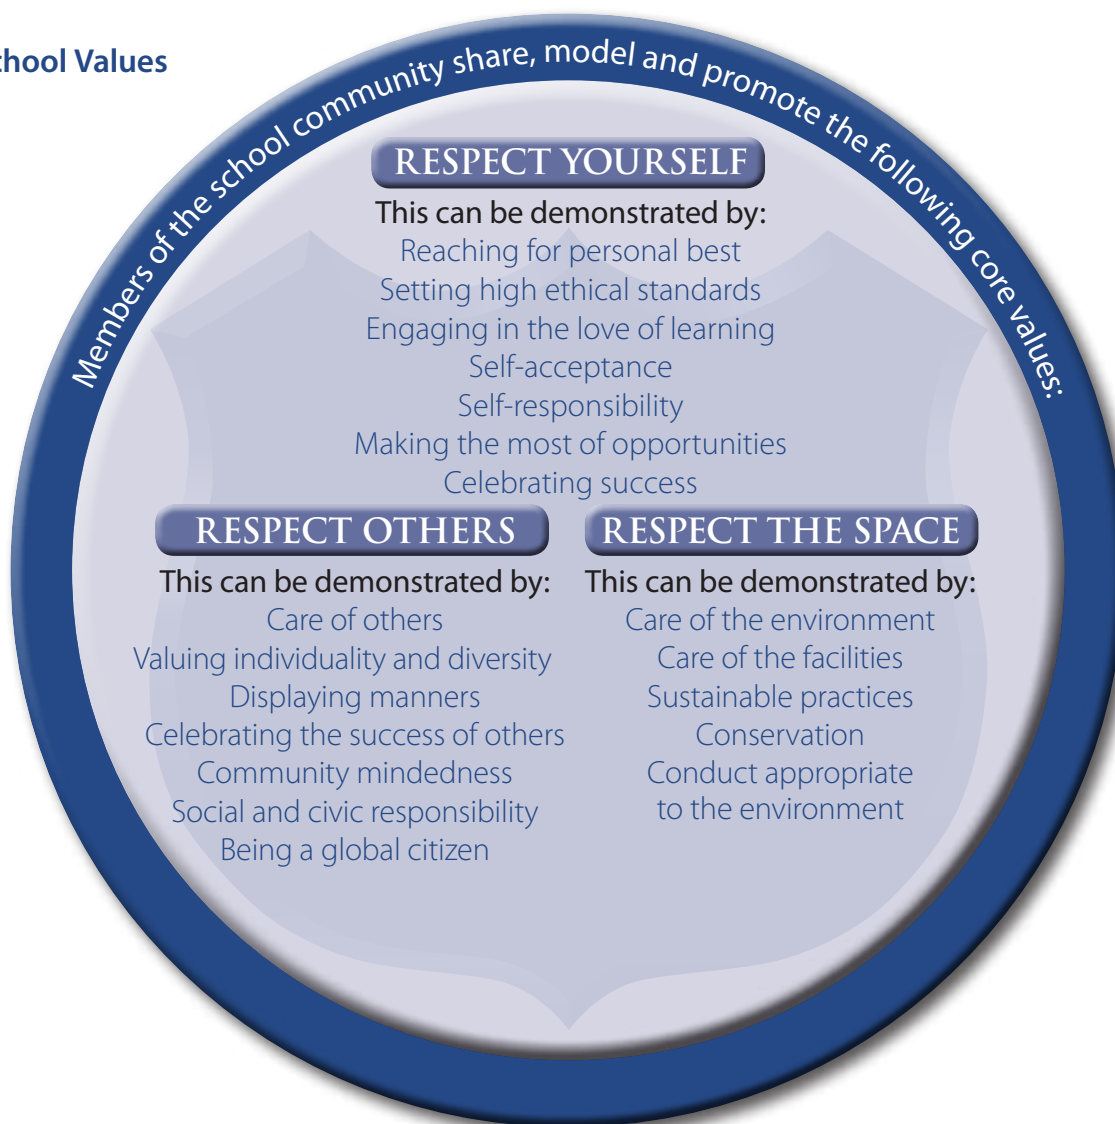 chool Values
Members of the school community share, model and promote the following core values:
RESPECT YOURSELF
This can be demonstrated by:
Reaching for personal best
Setting high ethical standards
Engaging in the love of learning
Self-acceptance
Self-responsibility
Making the most of opportunities
Celebrating success
RESPECT OTHERS
This can be demonstrated by:
Care of others
Valuing individuality and diversity
Displaying manners
Celebrating the success of others
Community mindedness
Social and civic responsibility
Being a global citizen
RESPECT THE SPACE
This can be demonstrated by:
Care of the environment
Care of the facilities
Sustainable practices
Conservation
Conduct appropriate
to the environment